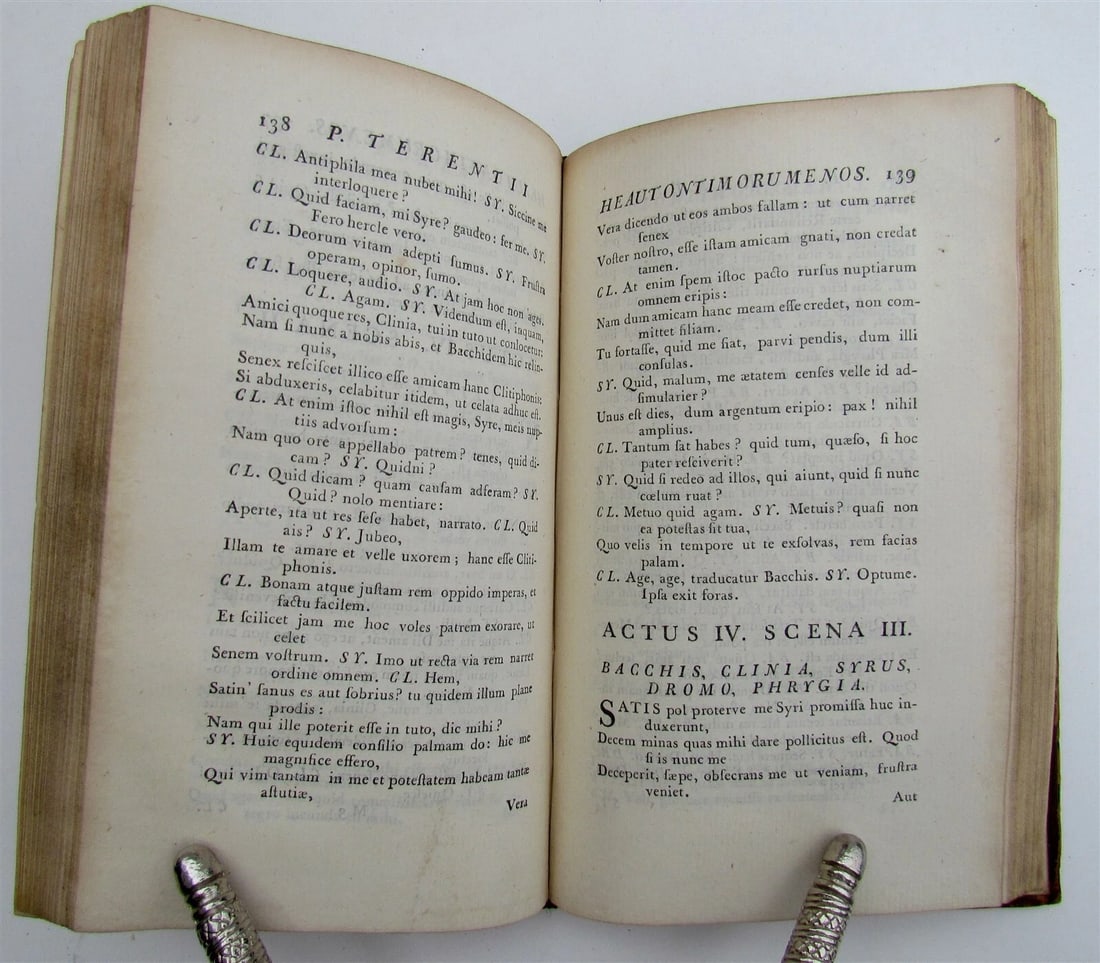 138 P. TERENTII
CL. Antiphila mea nubet mihi! SY. Siccine me
interloquere?
CL. Quid faciam, mi Syre? gaudeo: fer me. SY.
Fero hercle vero.
CL. Deorum vitam adepti ſumus. SY. Fruſtra
operam, opinor, ſumo.
CL. Loquere, audio. SY. At jam hoc non ages.
CL. Agam. SY. Videndum eſt, inquam,
Amici quoque res, Clinia, tui in tuto ut conlocetur:
Nam ſi nunc a nobis abis, et Bacchidem hic relin-
quis,
Senex reſciſcet illico eſſe amicam hanc Clitiphonis:
Si abduxeris, celabitur itidem, ut celata adhuc eſt.
CL. At enim iſtoc nihil eſt magis, Syre, meis nup-
tiis advorſum:
Nam quo ore appellabo patrem? tenes, quid di-
cam? SY. Quidni?
CL. Quid dicam? quam cauſam adferam? SY.
Quid? nolo mentiare:
Aperte, ita ut res ſeſe habet, narrato. CL. Quid
ais? SY. Jubeo,
Illam te amare et velle uxorem; hanc eſſe Cliti-
phonis.
CL. Bonam atque juſtam rem oppido imperas, et
factu facilem.
Et ſcilicet jam me hoc voles patrem exorare, ut
celet
Senem voſtrum. SY. Imo ut recta via rem narret
ordine omnem. CL. Hem,
Satin' ſanus es aut ſobrius? tu quidem illum plane
prodis:
Nam qui ille poterit eſſe in tuto, dic mihi?
SY. Huic equidem conſilio palmam do: hic me
magnifice effero,
Qui vim tantam in me et poteſtatem habeam tantæ
aſtutiæ,
Vera
HEAUTONTIMORUMENOS. 139
Vera dicendo ut eos ambos fallam: ut cum narret
ſenex
Voſter noſtro, eſſe iſtam amicam gnati, non credat
tamen.
CL. At enim ſpem iſtoc pacto rurſus nuptiarum
omnem eripis:
Nam dum amicam hanc meam eſſe credet, non com-
mittet filiam.
Tu fortaſſe, quid me fiat, parvi pendis, dum illi
conſulas.
SY. Quid, malum, me ætatem cenſes velle id ad-
ſimularier?
Unus eſt dies, dum argentum eripio: pax! nihil
amplius.
CL. Tantum ſat habes? quid tum, quæſo, ſi hoc
pater reſciverit?
SY. Quid ſi redeo ad illos, qui aiunt, quid ſi nunc
cœlum ruat?
CL. Metuo quid agam. SY. Metuis? quaſi non
ea poteſtas ſit tua,
Quo velis in tempore ut te exſolvas, rem facias
palam.
CL. Age, age, traducatur Bacchis. SY. Optume.
Ipſa exit foras.
ACTUS IV. SCENA III.
BACCHIS, CLINIA, SYRUS,
DROMO, PHRYGIA.
SATIS pol proterve me Syri promiſſa huc in-
duxerunt,
Decem minas quas mihi dare pollicitus eſt. Quod
ſi is nunc me
Deceperit, ſæpe, obſecrans me ut veniam, fruſtra
veniet.
Aut